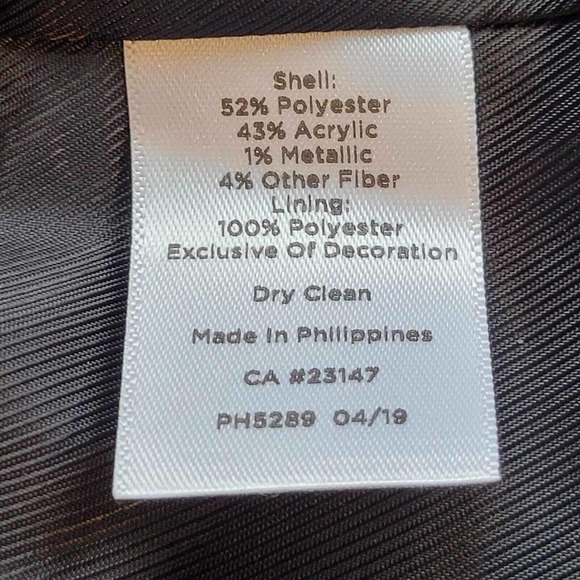 Shell:
52% Polyester
43% Acrylic
1% Metallic
4% Other Fiber
Lining:
100% Polyester
Exclusive Of Decoration
Dry Clean
Made In Philippines
CA #23147
PH5289 04/19